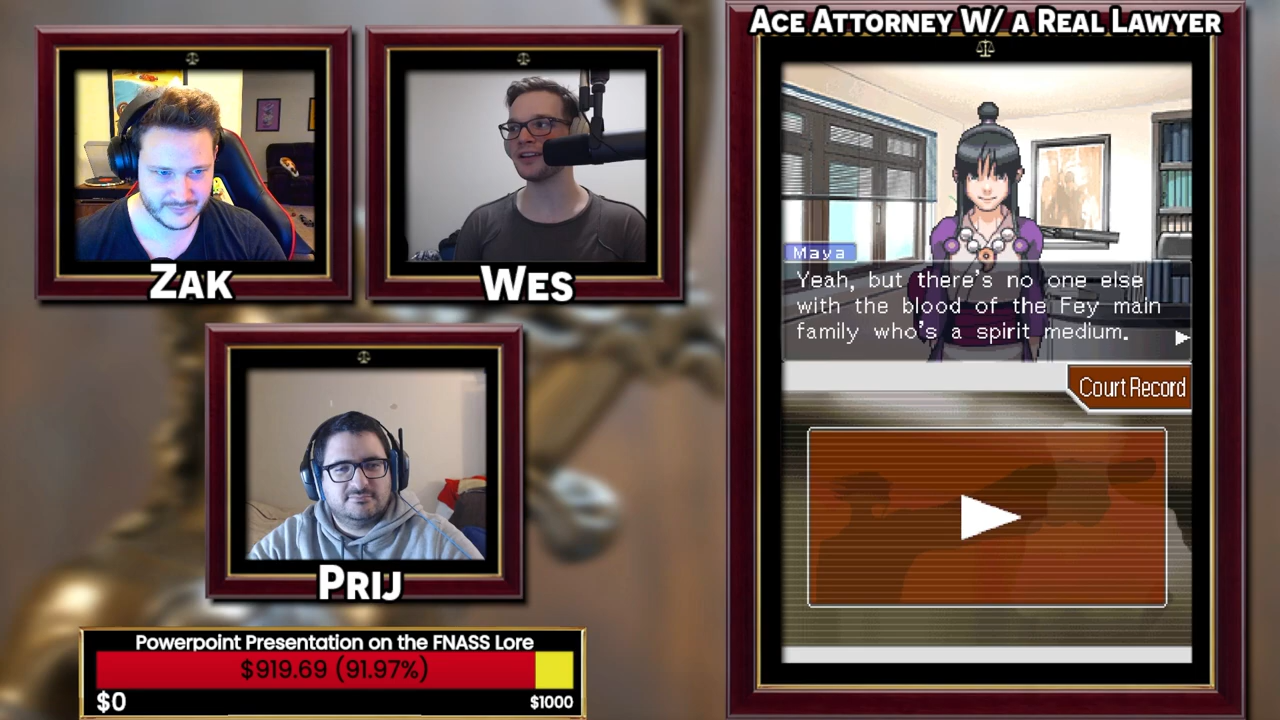 Ace Attorney W/ a Real Lawyer
Zak
Wes
Maya
Yeah, but there's no one else
with the blood of the Fey main
family who's a spirit medium.
Court Record
Prij
Powerpoint Presentation on the FNASS Lore
$919.69 (91.97%)
$0
$1000